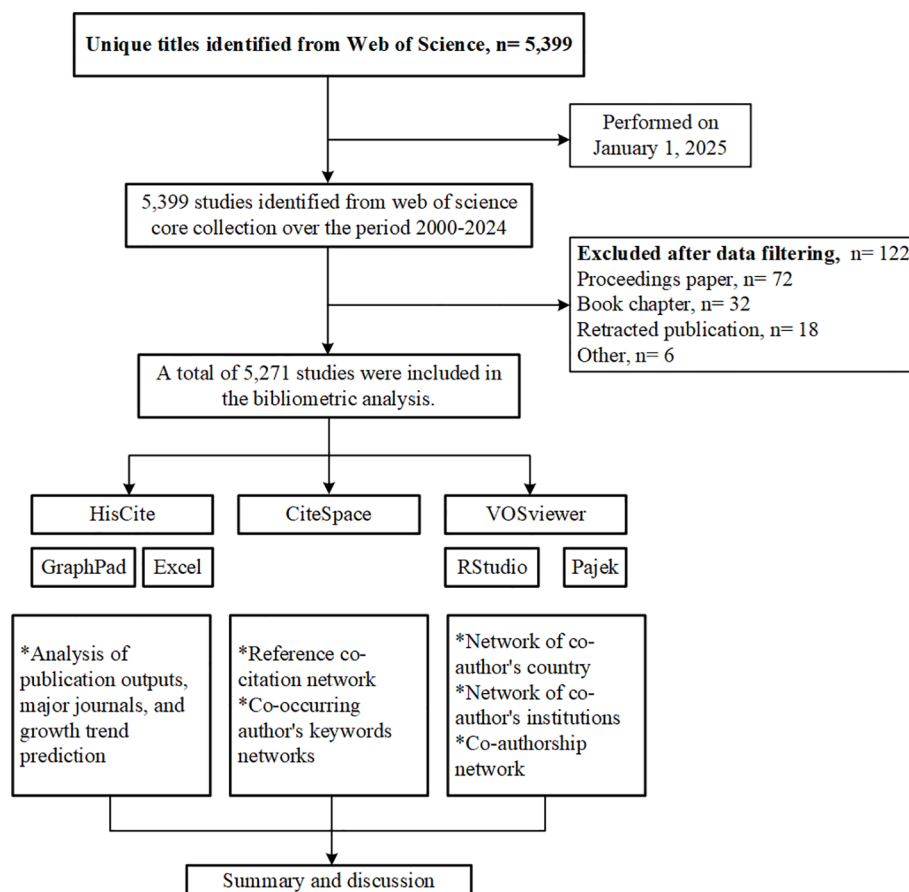 Unique titles identified from Web of Science, n= 5,399
Performed on
January 1, 2025
5,399 studies identified from web of science
core collection over the period 2000-2024
Excluded after data filtering, n= 122
Proceedings paper, n= 72
Book chapter, n= 32
Retracted publication, n= 18
Other, n= 6
A total of 5,271 studies were included in
the bibliometric analysis.
HisCite
CiteSpace
VOSviewer
GraphPad
Excel
RStudio
Pajek
*Analysis of
publication outputs,
major journals, and
growth trend
prediction
*Reference co-
citation network
*Co-occurring
author's keywords
networks
*Network of co-
author's country
*Network of co-
author's institutions
*Co-authorship
network
Summary and discussion